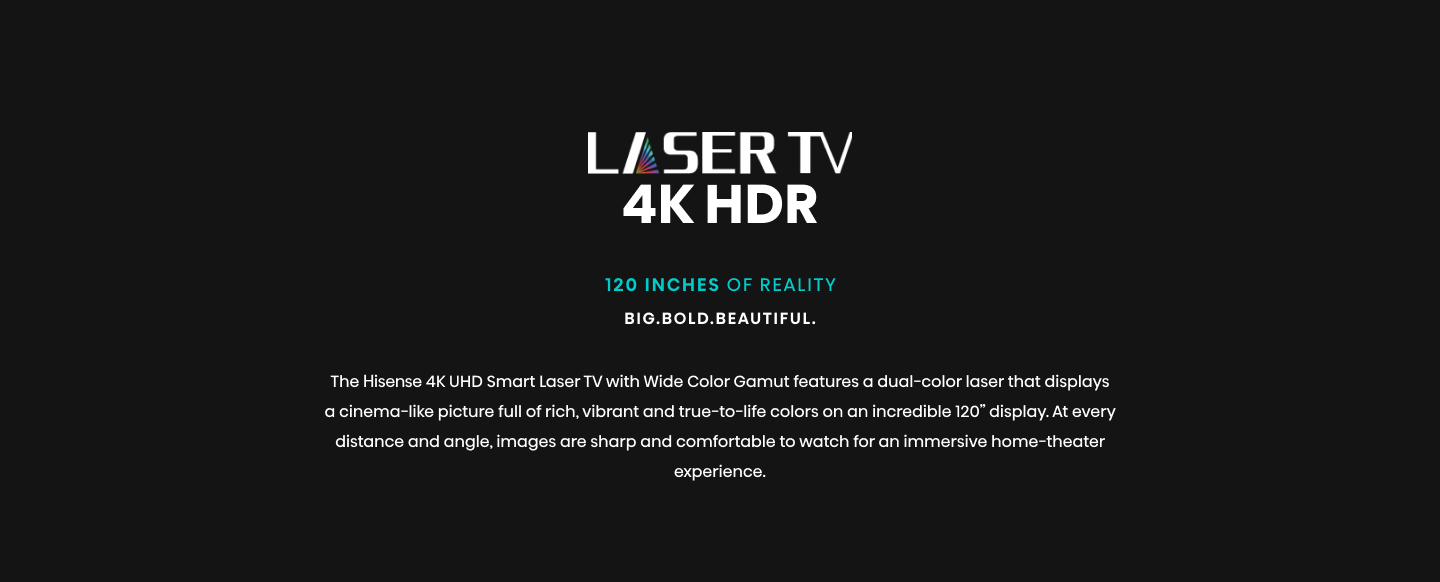 LASER TV
4K HDR
120 INCHES OF REALITY
BIG.BOLD.BEAUTIFUL.
The Hisense 4K UHD Smart Laser TV with Wide Color Gamut features a dual-color laser that displays
a cinema-like picture full of rich, vibrant and true-to-life colors on an incredible 120” display. At every
distance and angle, images are sharp and comfortable to watch for an immersive home-theater
experience.